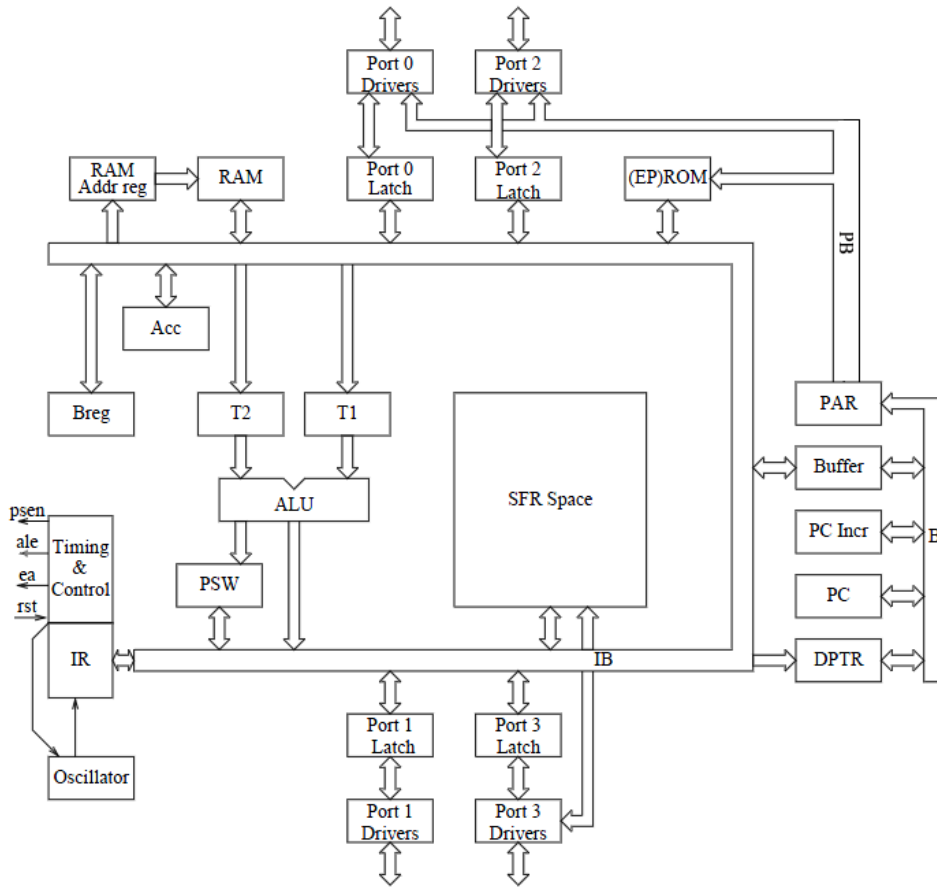 Port 0
Drivers
Port 2
Drivers
RAM
Addr reg
RAM
Port 0
Latch
Port 2
Latch
(EP)ROM
PB
Acc
Breg
T2
T1
PAR
Buffer
SFR Space
ALU
psen
ale
ea
rst
Timing
&
Control
PC Incr
PSW
PC
IR
IB
DPTR
Port 1
Latch
Port 3
Latch
Oscillator
Port 1
Drivers
Port 3
Drivers